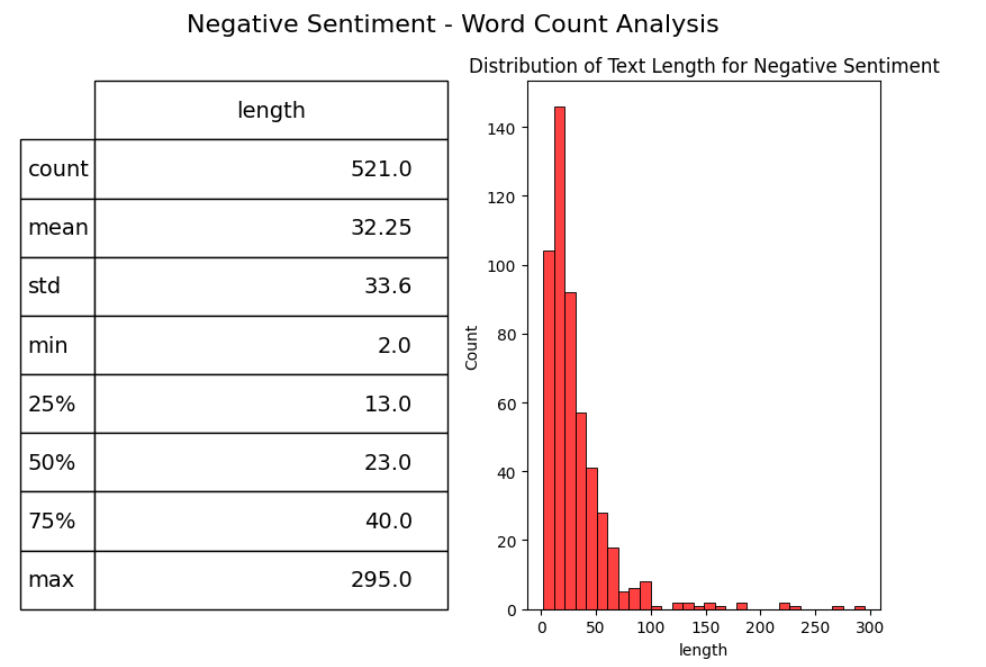 Negative Sentiment - Word Count Analysis
length
count 521.0
mean 32.25
std 33.6
min 2.0
25% 13.0
50% 23.0
75% 40.0
max 295.0
Distribution of Text Length for Negative Sentiment
Count
140
120
100
80
60
40
20
0
0 50 100 150 200 250 300
length